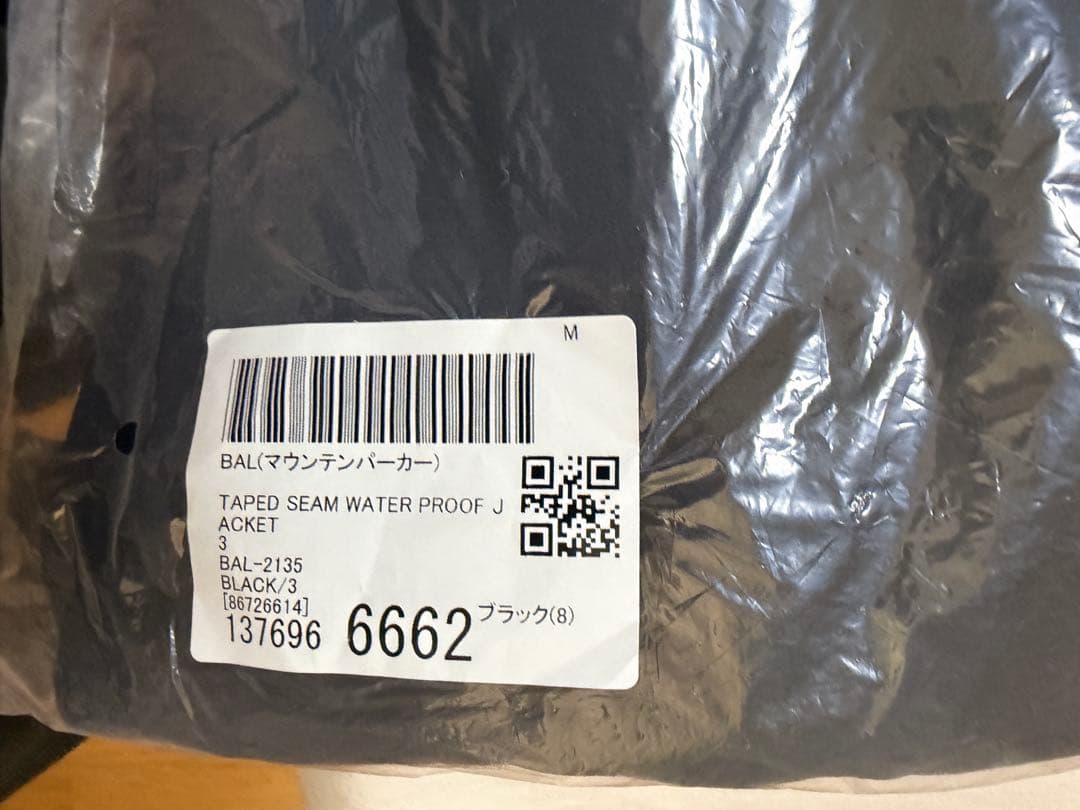 M
BAL(マウンテンパーカー)
TAPED SEAM WATER PROOF J
ACKET
3
BAL-2135
BLACK/3
[86726614]
137696 6662 ブラック(8)